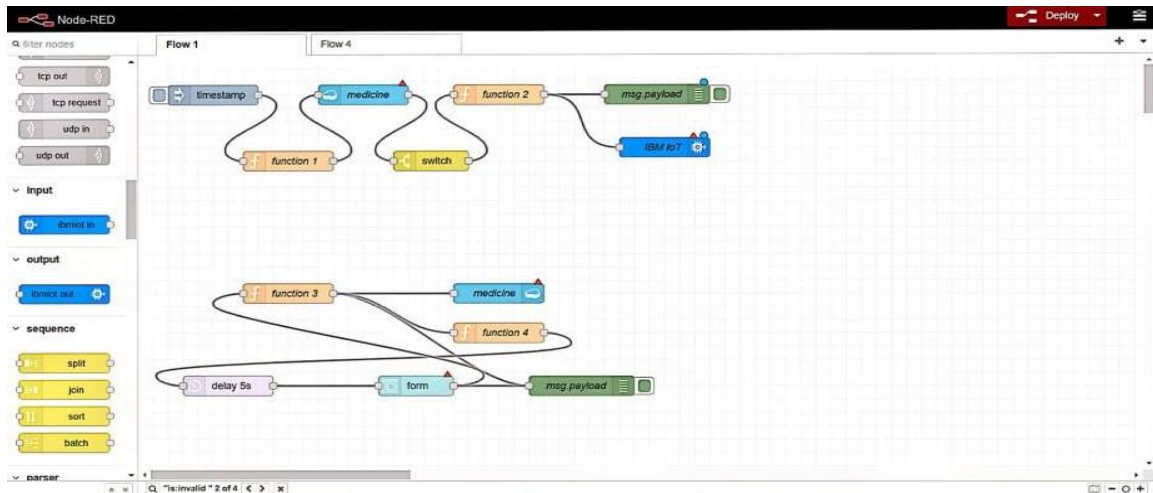 Node-RED
Deploy
filter nodes
Flow 1
Flow 4
tcp out
tcp request
udp in
udp out
input
ibmiot in
output
ibmiot out
sequence
split
join
sort
batch
parser
timestamp
medicine
function 2
msg.payload
function 1
switch
IBM IoT
function 3
medicine
function 4
delay 5s
form
msg.payload
"is:invalid " 2 of 4